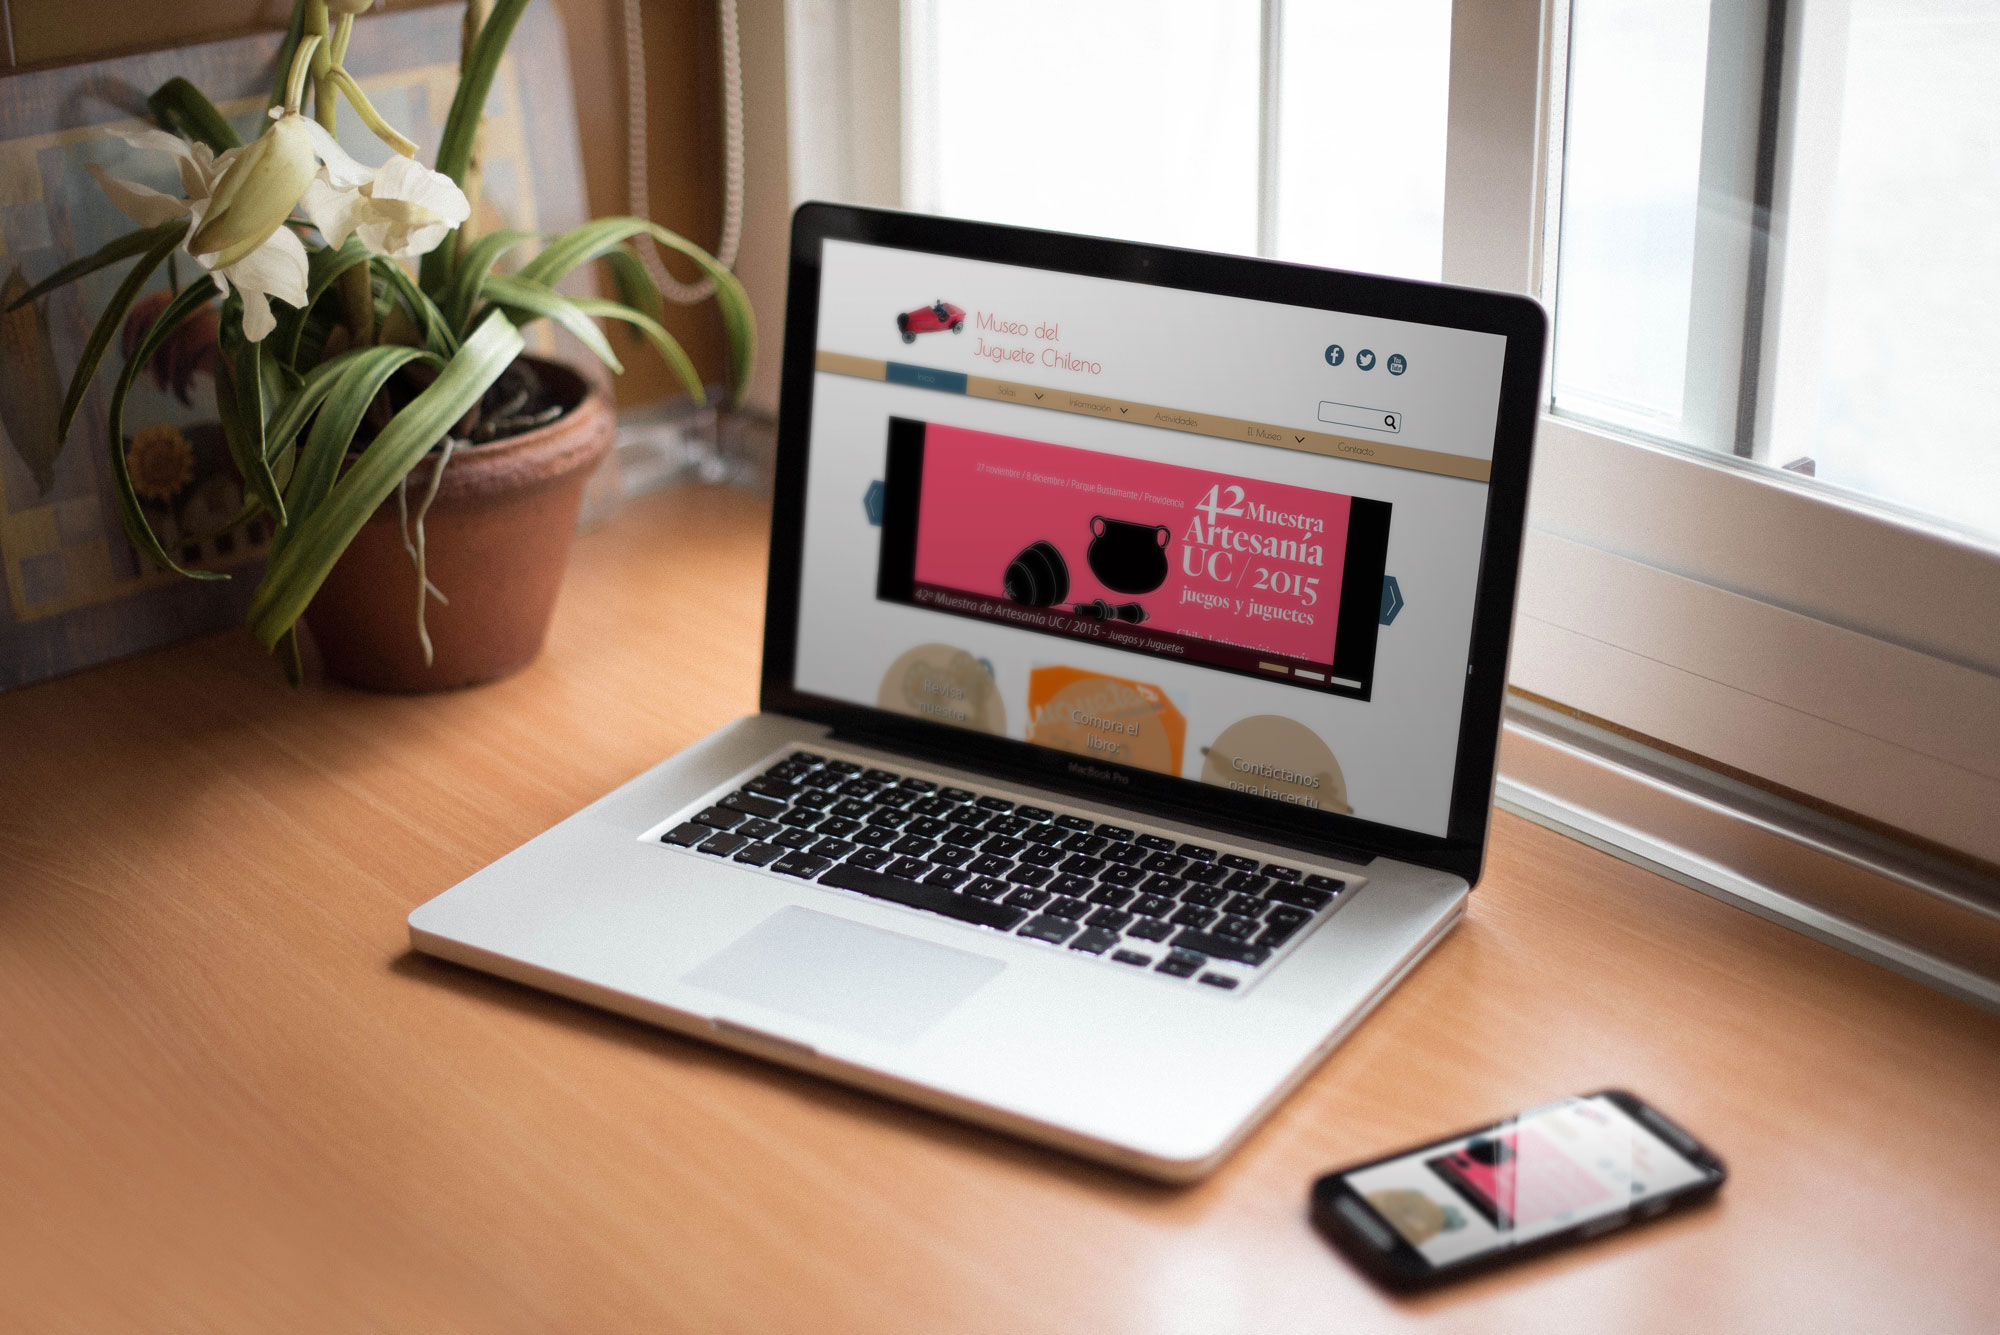 Museo del
Juguete Chileno
Inicio
Salas
Información
Actividades
El Museo
Contacto
27 noviembre / 6 diciembre / Parque Bustamante / Providencia
42 Muestra
Artesanía
UC / 2015
juegos y juguetes
Chile Latinoamérica y más
42º Muestra de Artesanía UC / 2015 - Juegos y Juguetes
Revisa
nuestra
Compra el
libro:
Contáctanos
para hacer tu
MacBook Pro